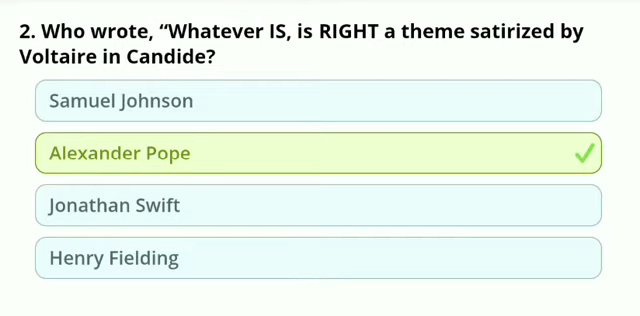 2. Who wrote, “Whatever IS, is RIGHT a theme satirized by
Voltaire in Candide?
Samuel Johnson
Alexander Pope
Jonathan Swift
Henry Fielding